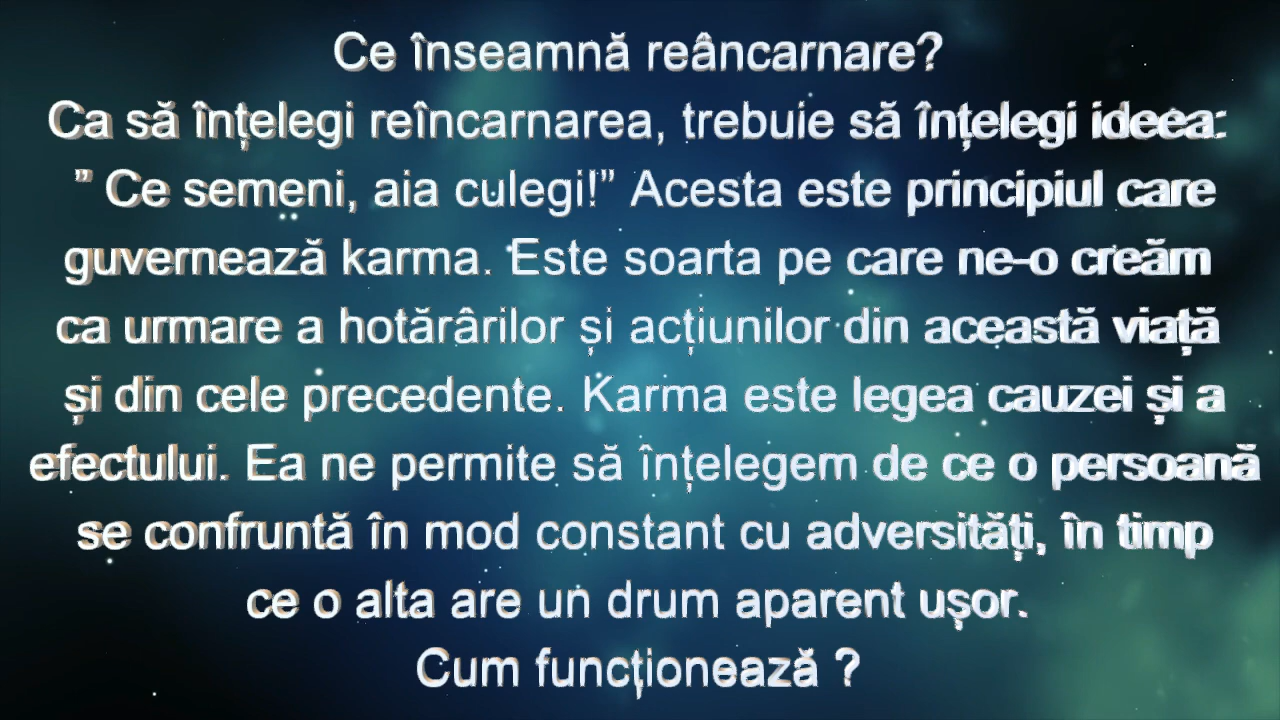 Ce înseamnă reâncarnare?
Ca să înțelegi reîncarnarea, trebuie să înțelegi ideea:
” Ce semeni, aia culegi!” Acesta este principiul care
guvernează karma. Este soarta pe care ne-o creăm
ca urmare a hotărârilor și acțiunilor din această viață
și din cele precedente. Karma este legea cauzei și a
efectului. Ea ne permite să înțelegem de ce o persoană
se confruntă în mod constant cu adversități, în timp
ce o alta are un drum aparent ușor.
Cum funcționează ?